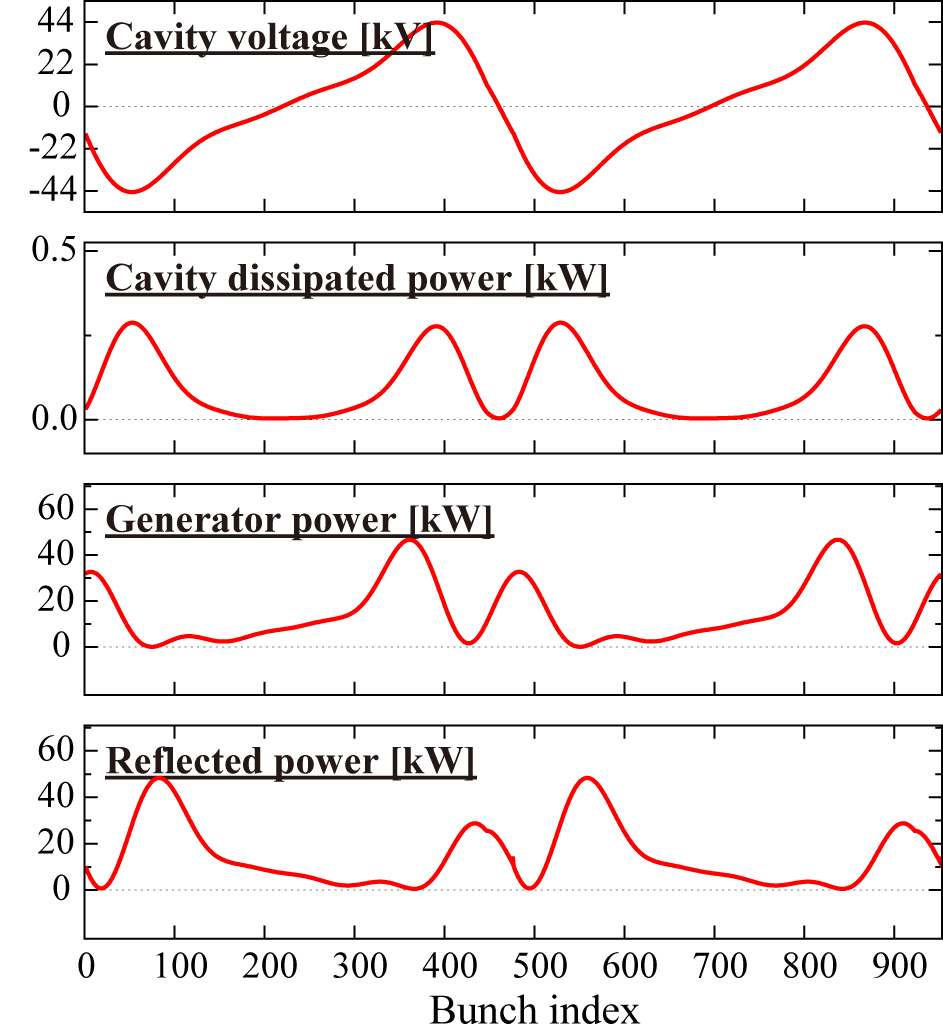 Cavity voltage [kV]
44
22
0
-22
-44
Cavity dissipated power [kW]
0.5
0.0
Generator power [kW]
60
40
20
0
Reflected power [kW]
60
40
20
0
0 100 200 300 400 500 600 700 800 900
Bunch index